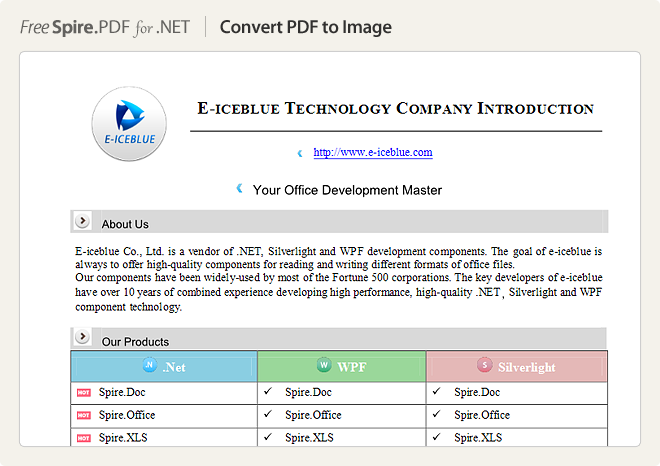 Free Spire.PDF for .NET | Convert PDF to Image
E-ICEBLUE
E-ICEBLUE TECHNOLOGY COMPANY INTRODUCTION
http://www.e-iceblue.com
Your Office Development Master
About Us
E-iceblue Co., Ltd. is a vendor of .NET, Silverlight and WPF development components. The goal of e-iceblue is
always to offer high-quality components for reading and writing different formats of office files.
Our components have been widely-used by most of the Fortune 500 corporations. The key developers of e-iceblue
have over 10 years of combined experience developing high performance, high-quality .NET, Silverlight and WPF
component technology.
Our Products
.N .Net W WPF S Silverlight
HOT Spire.Doc ✓ Spire.Doc ✓ Spire.Doc
HOT Spire.Office ✓ Spire.Office ✓ Spire.Office
HOT Spire.XLS ✓ Spire.XLS ✓ Spire.XLS